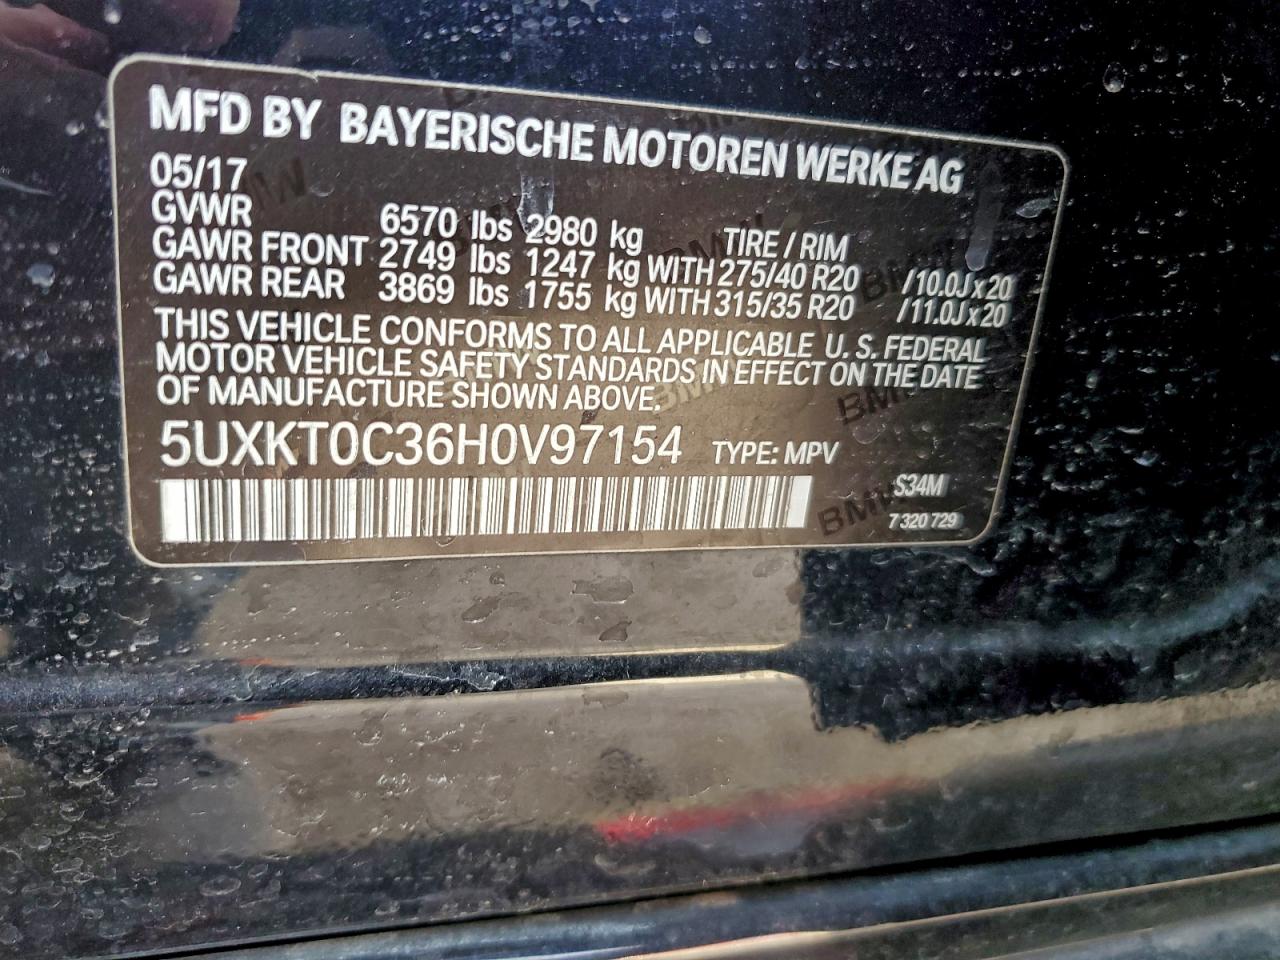 MFD BY BAYERISCHE MOTOREN WERKE AG
05/17
GVWR 6570 lbs 2980 kg TIRE / RIM
GAWR FRONT 2749 lbs 1247 kg WITH 275/40 R20 /10.0J x 20
GAWR REAR 3869 lbs 1755 kg WITH 315/35 R20 /11.0J x 20
THIS VEHICLE CONFORMS TO ALL APPLICABLE U. S. FEDERAL
MOTOR VEHICLE SAFETY STANDARDS IN EFFECT ON THE DATE
OF MANUFACTURE SHOWN ABOVE.
5UXKT0C36H0V97154 TYPE: MPV
S34M
7 320 729